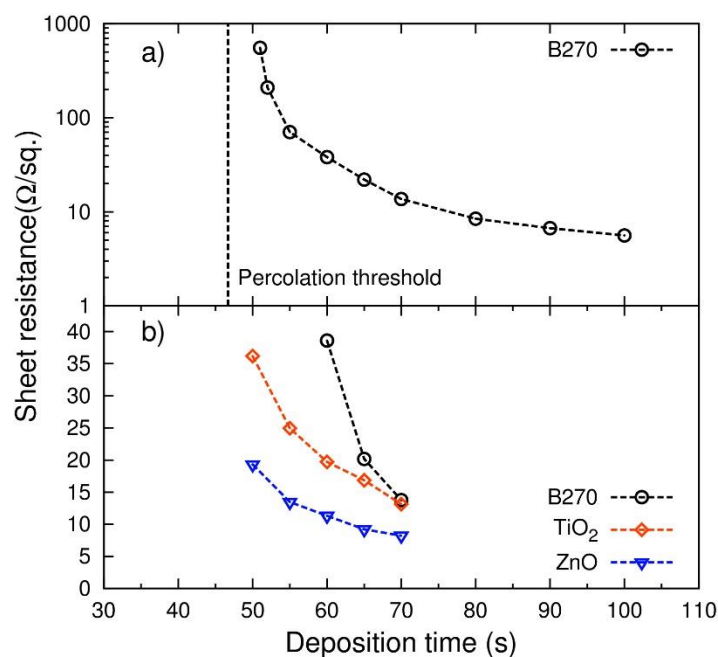 Sheet resistance(Ω/sq.)
1000
100
10
1
a)
B270
Percolation threshold
40
35
30
25
20
15
10
5
0
b)
B270
TiO₂
ZnO
30 40 50 60 70 80 90 100 110
Deposition time (s)